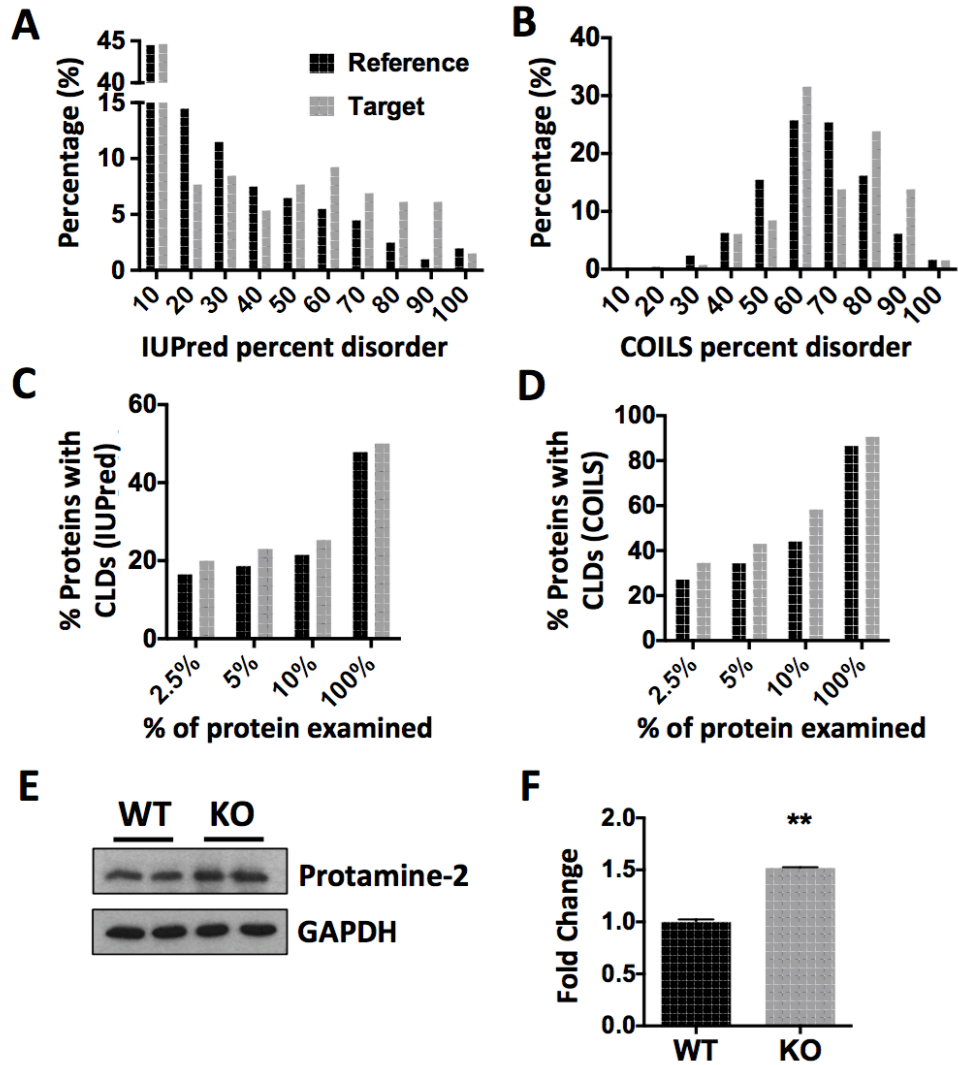 A
Percentage (%)
45
40
15
10
5
0
Reference
Target
10 20 30 40 50 60 70 80 90 100
IUPred percent disorder
B
Percentage (%)
40
30
20
10
0
10 20 30 40 50 60 70 80 90 100
COILS percent disorder
C
% Proteins with
CLDs (IUPred)
60
40
20
0
2.5% 5% 10% 100%
% of protein examined
D
% Proteins with
CLDs (COILS)
100
80
60
40
20
0
2.5% 5% 10% 100%
% of protein examined
E
WT KO
Protamine-2
GAPDH
F
Fold Change
2.0
1.5
1.0
0.5
0.0
**
WT KO